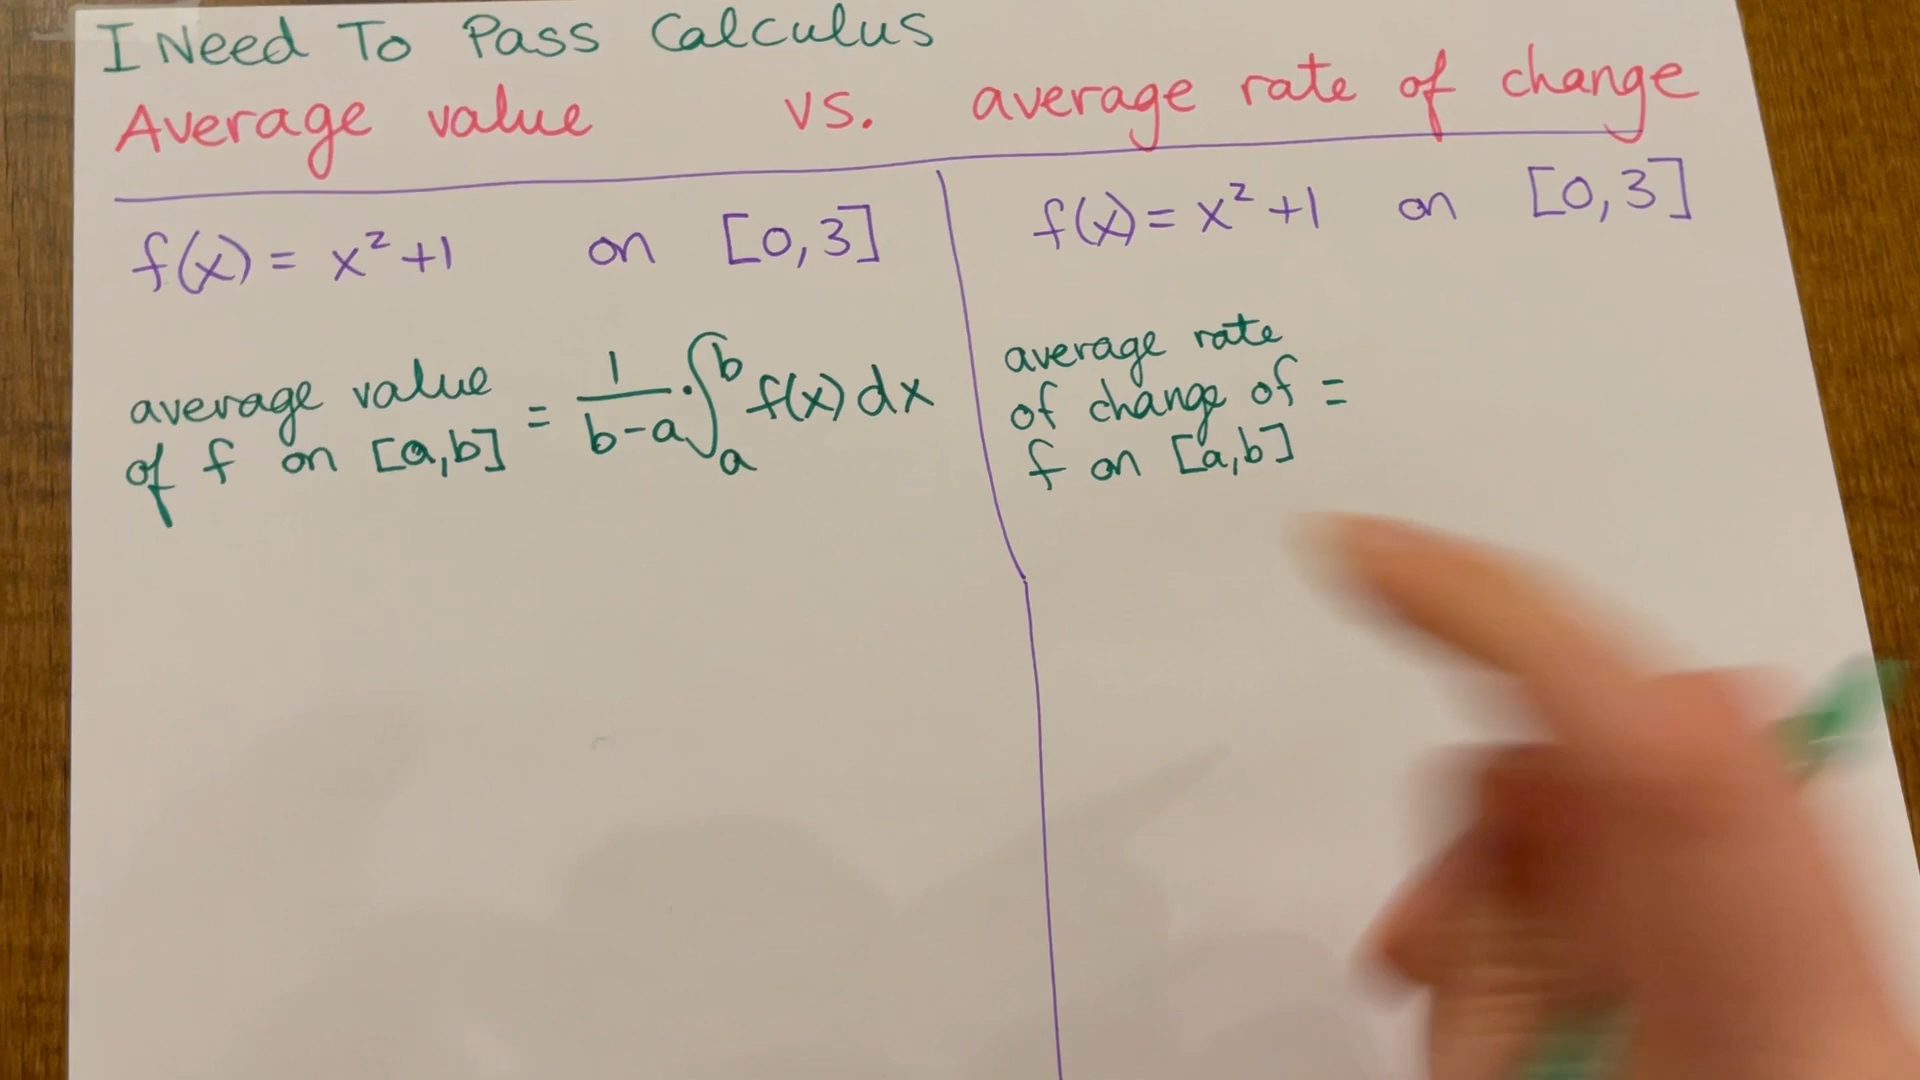 I Need To Pass Calculus
Average value vs. average rate of change
f(x) = x² +1 on [0,3]
average value
of f on [a,b] = 1/(b-a) · ∫_a^b f(x) dx
f(x) = x² +1 on [0,3]
average rate
of change of =
f on [a,b]